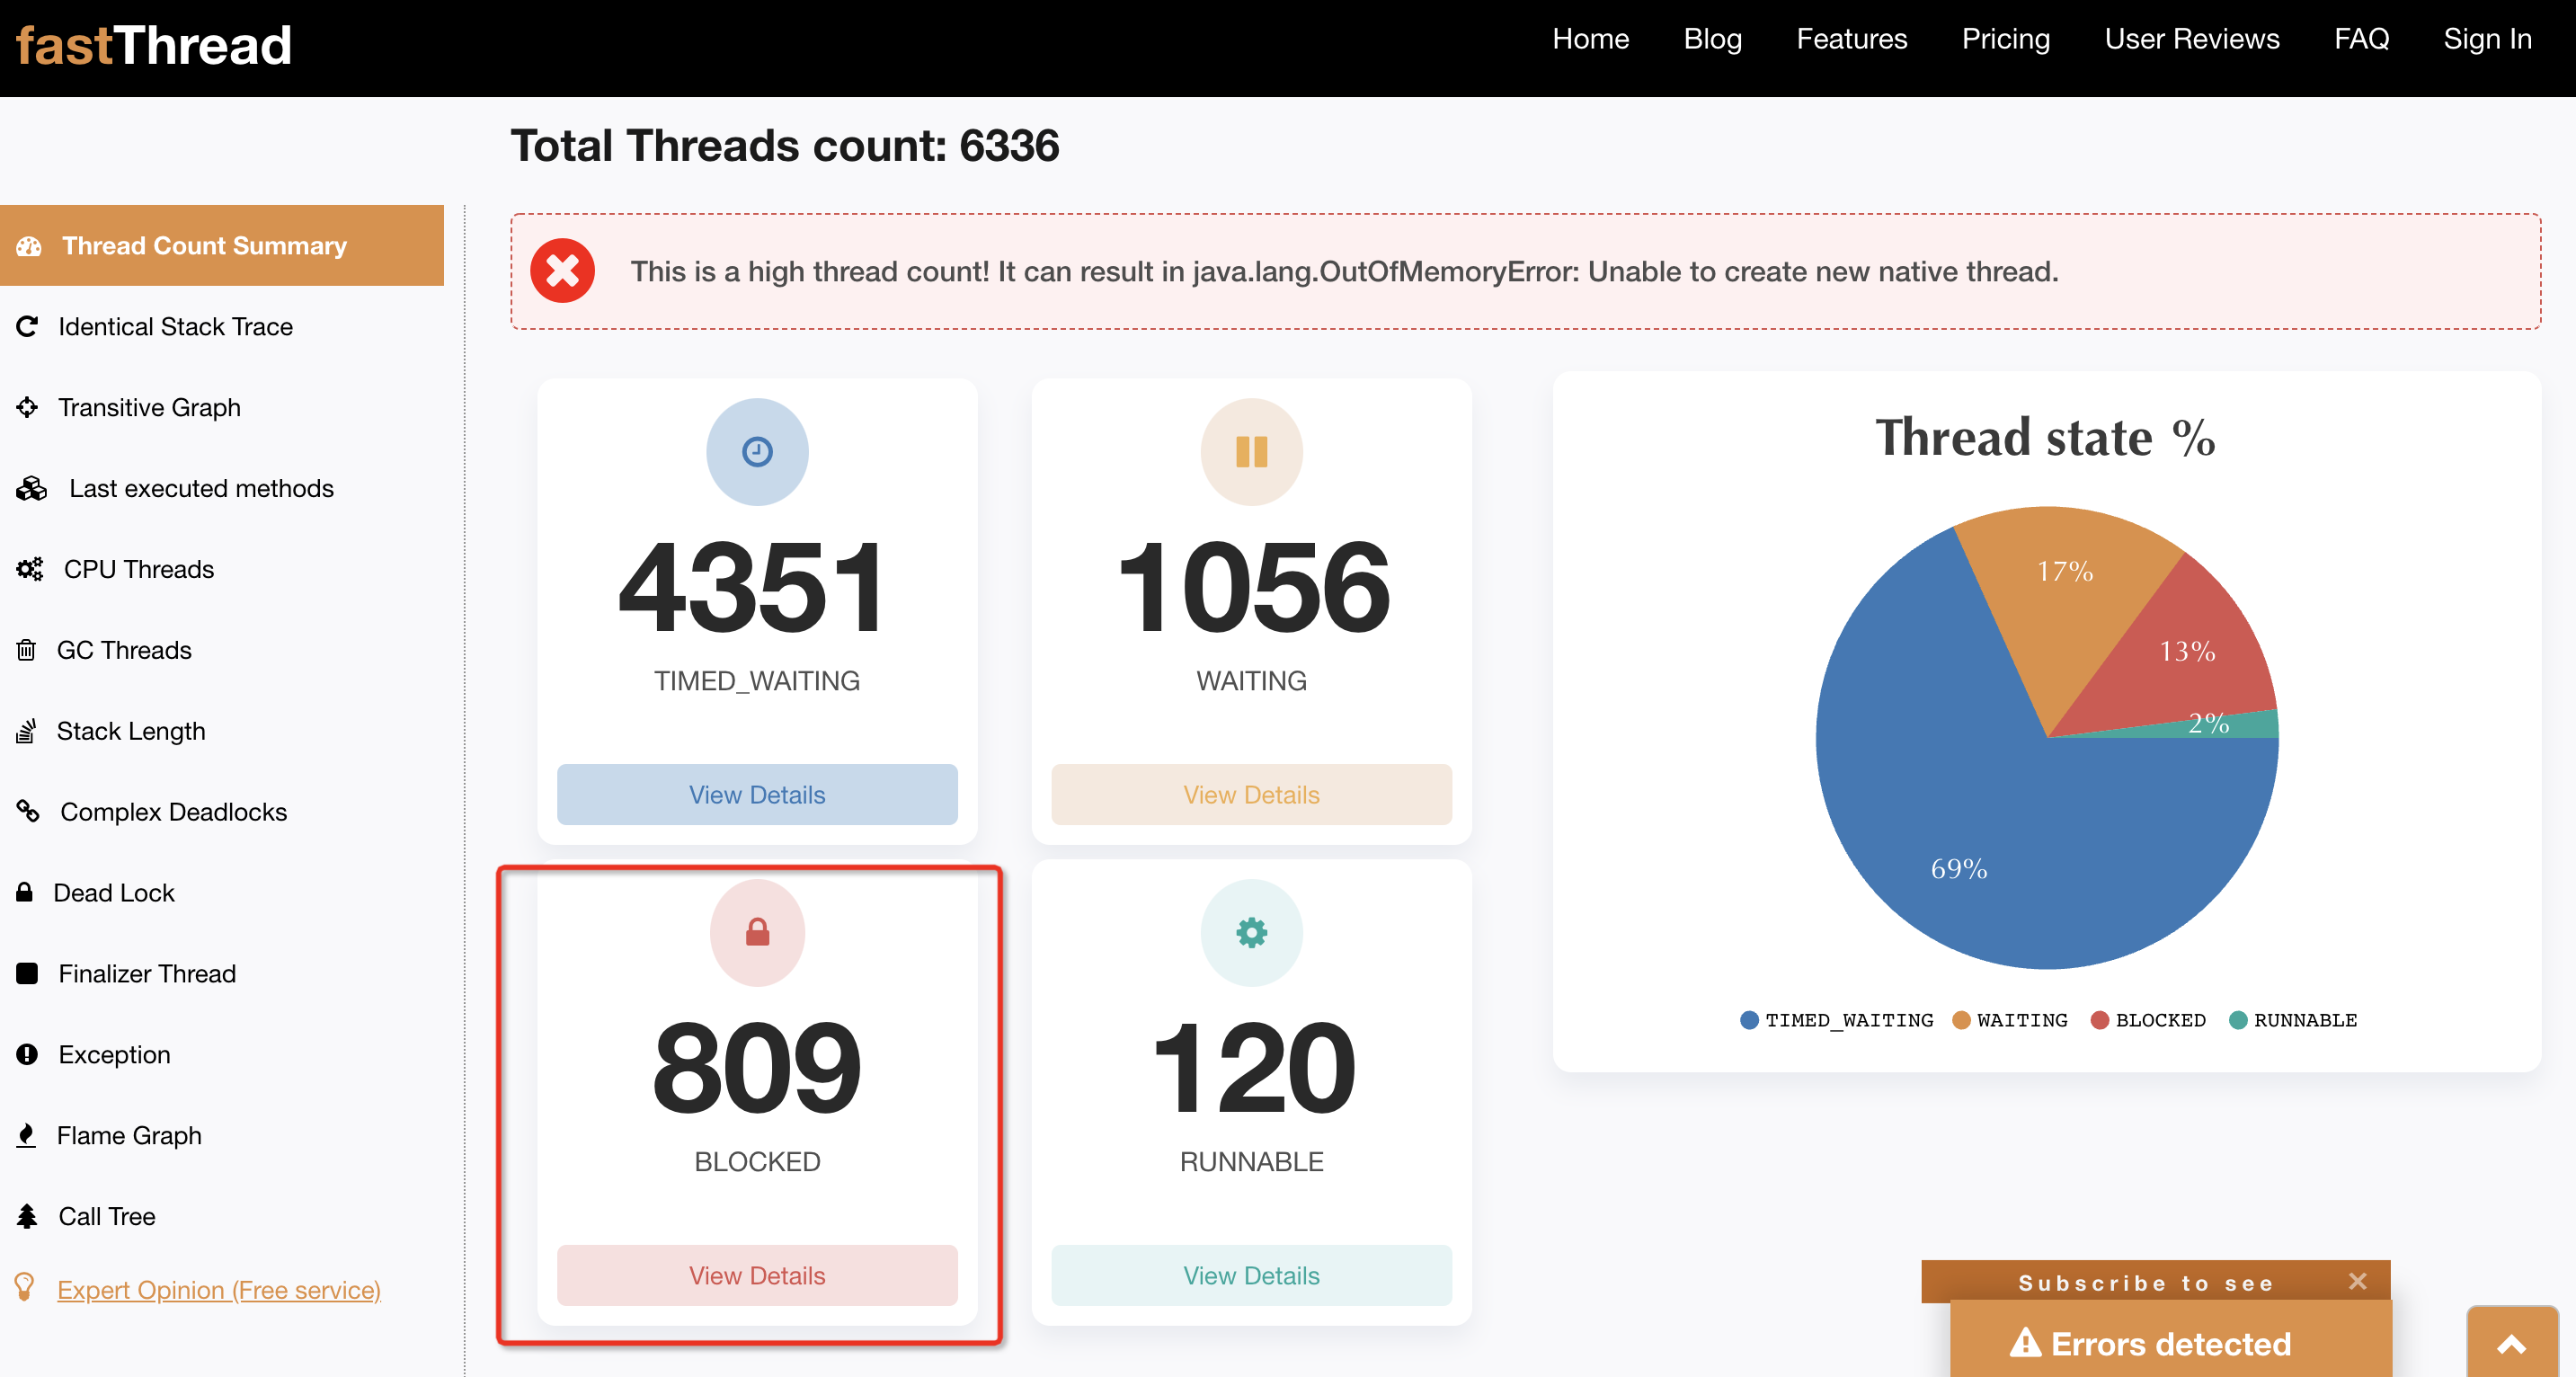 fastThread
Home Blog Features Pricing User Reviews FAQ Sign In
Total Threads count: 6336
Thread Count Summary
Identical Stack Trace
Transitive Graph
Last executed methods
CPU Threads
GC Threads
Stack Length
Complex Deadlocks
Dead Lock
Finalizer Thread
Exception
Flame Graph
Call Tree
Expert Opinion (Free service)
This is a high thread count! It can result in java.lang.OutOfMemoryError: Unable to create new native thread.
4351
TIMED_WAITING
View Details
1056
WAITING
View Details
809
BLOCKED
View Details
120
RUNNABLE
View Details
Thread state %
17%
13%
2%
69%
TIMED_WAITING WAITING BLOCKED RUNNABLE
Subscribe to see
Errors detected